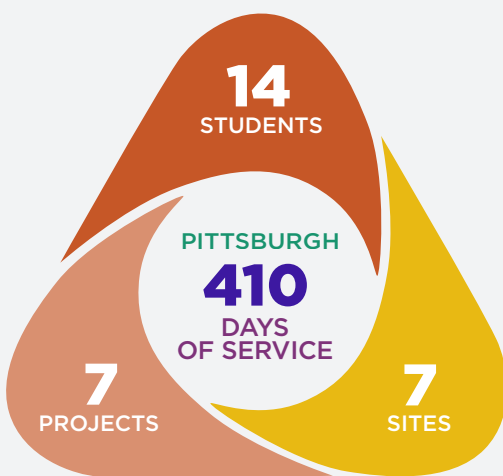 14
STUDENTS
PITTSBURGH
410
DAYS
OF SERVICE
7
PROJECTS
7
SITES